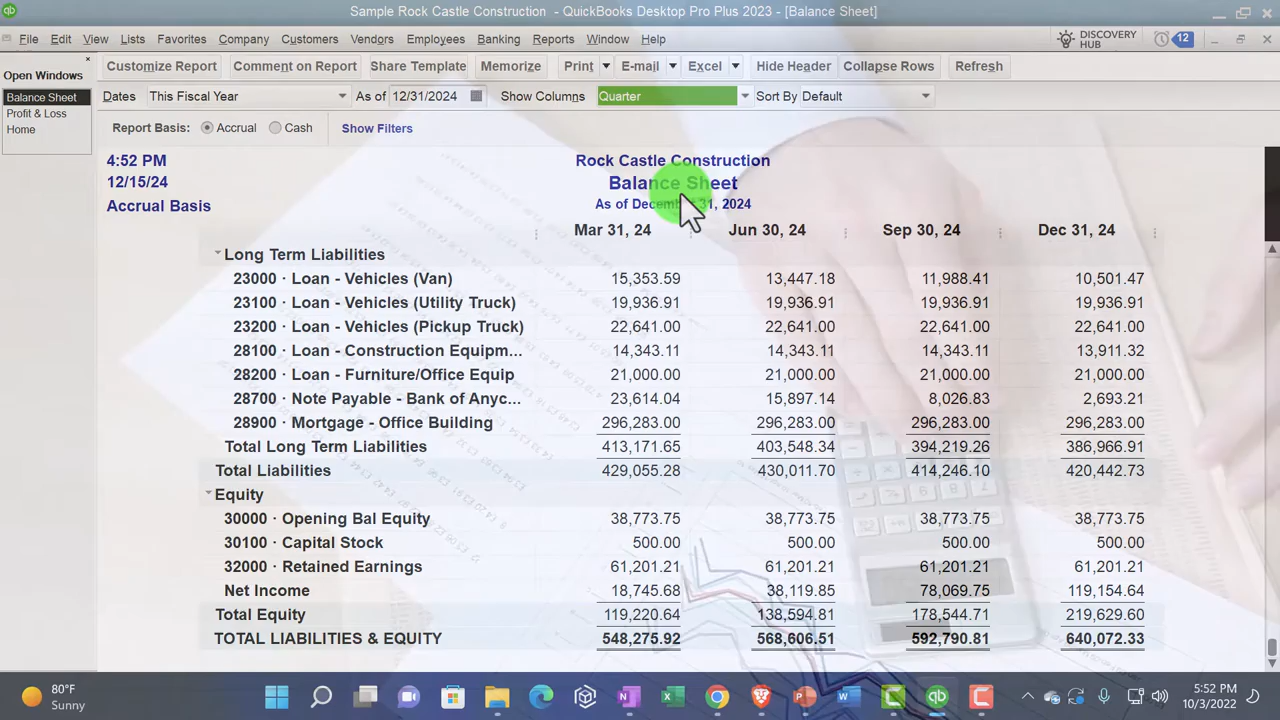 Sample Rock Castle Construction - QuickBooks Desktop Pro Plus 2023 - [Balance Sheet]
File Edit View Lists Favorites Company Customers Employees Vendors Banking Reports Window Help
DISCOVERY HUB 12
Open Windows
Balance Sheet
Profit & Loss
Home
Customize Report Comment on Report Share Template Memorize Print E-mail Excel Hide Header Collapse Rows Refresh
Dates This Fiscal Year As of 12/31/2024 Show Columns Quarter Sort By Default
Report Basis: Accrual Cash Show Filters
4:52 PM
12/15/24
Accrual Basis
Rock Castle Construction
Balance Sheet
As of December 31, 2024
Mar 31, 24 Jun 30, 24 Sep 30, 24 Dec 31, 24
Long Term Liabilities
23000 · Loan - Vehicles (Van) 15,353.59 13,447.18 11,988.41 10,501.47
23100 · Loan - Vehicles (Utility Truck) 19,936.91 19,936.91 19,936.91 19,936.91
23200 · Loan - Vehicles (Pickup Truck) 22,641.00 22,641.00 22,641.00 22,641.00
28100 · Loan - Construction Equipm... 14,343.11 14,343.11 14,343.11 13,911.32
28200 · Loan - Furniture/Office Equip 21,000.00 21,000.00 21,000.00 21,000.00
28700 · Note Payable - Bank of Anyc... 23,614.04 15,897.14 8,026.83 2,693.21
28900 · Mortgage - Office Building 296,283.00 296,283.00 296,283.00 296,283.00
Total Long Term Liabilities 413,171.65 403,548.34 394,219.26 386,966.91
Total Liabilities 429,055.28 430,011.70 414,246.10 420,442.73
Equity
30000 · Opening Bal Equity 38,773.75 38,773.75 38,773.75 38,773.75
30100 · Capital Stock 500.00 500.00 500.00 500.00
32000 · Retained Earnings 61,201.21 61,201.21 61,201.21 61,201.21
Net Income 18,745.68 38,119.85 78,069.75 119,154.64
Total Equity 119,220.64 138,594.81 178,544.71 219,629.60
TOTAL LIABILITIES & EQUITY 548,275.92 568,606.51 592,790.81 640,072.33
80°F
Sunny
5:52 PM
10/3/2022